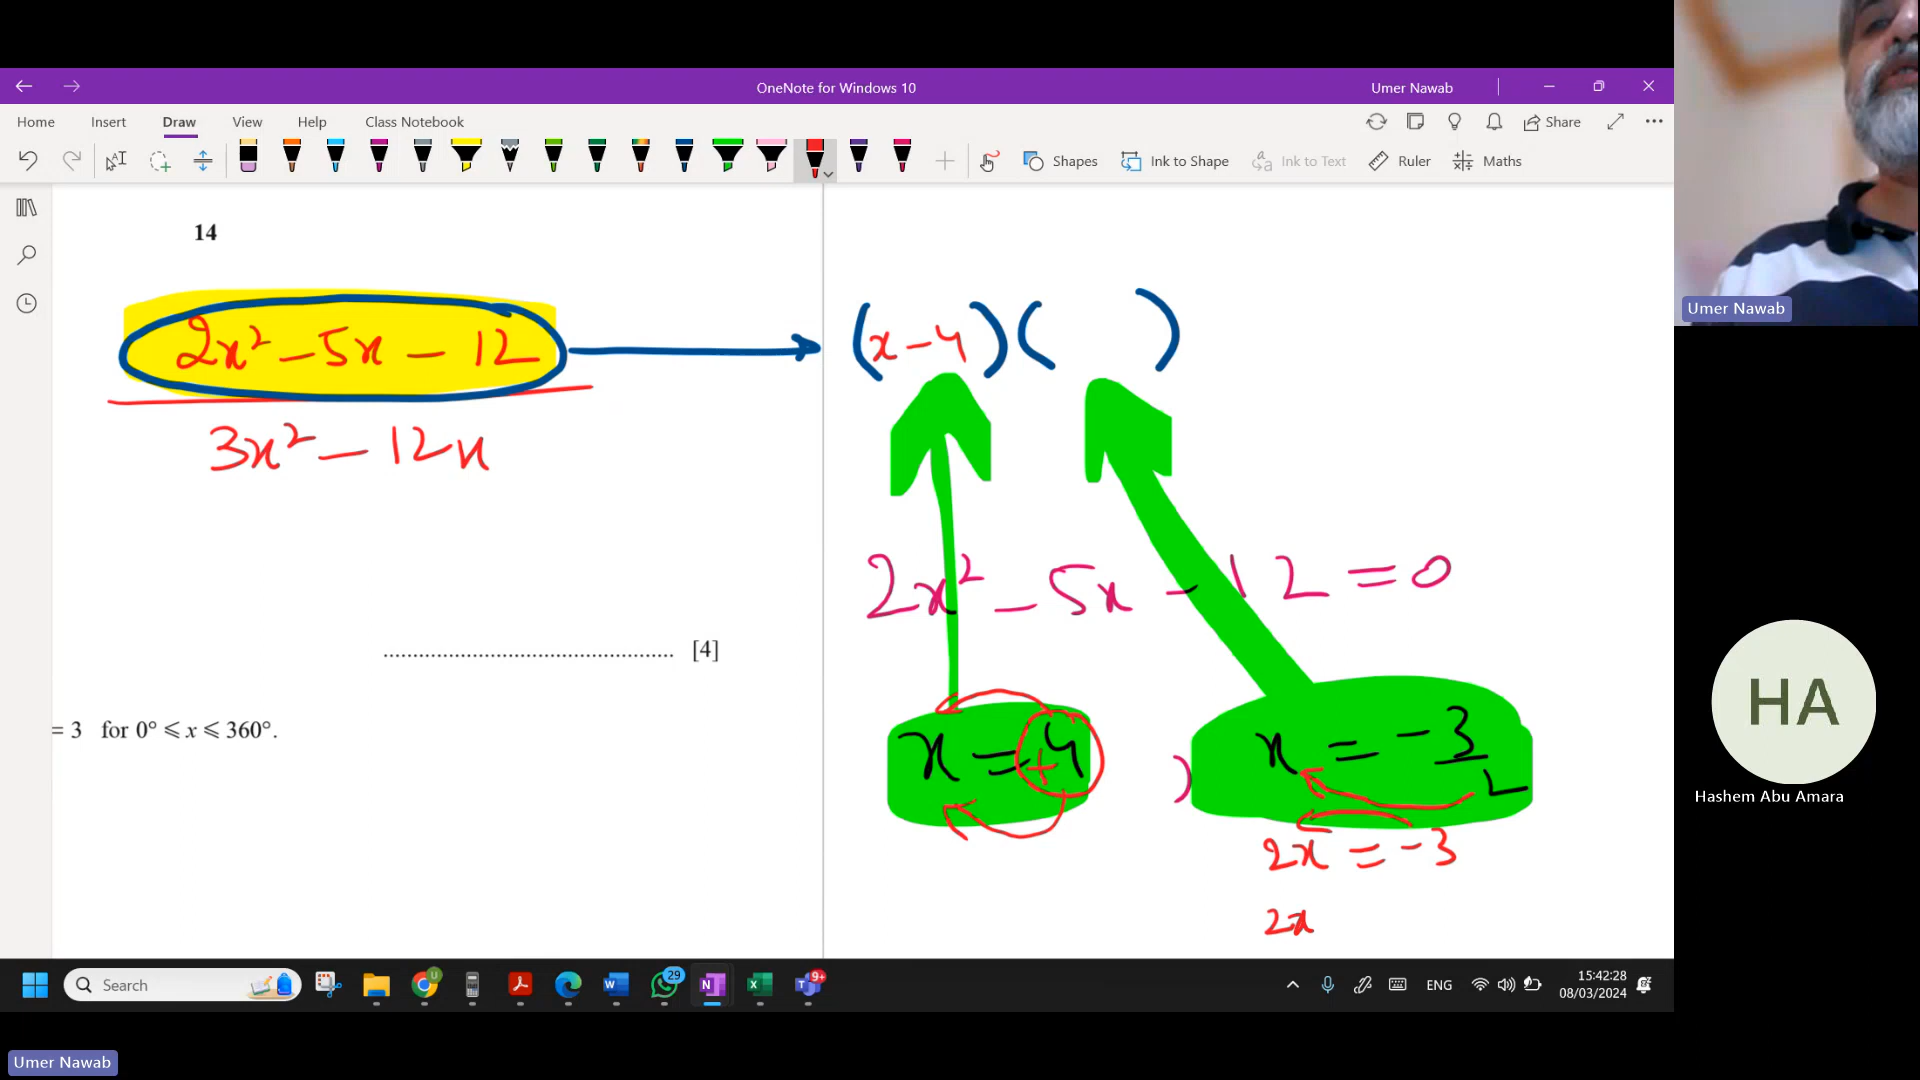 OneNote for Windows 10
Umer Nawab
Home Insert Draw View Help Class Notebook
Share
Shapes Ink to Shape Ink to Text Ruler Maths
14
2x² – 5x – 12
3x² – 12x
(x – 4)( )
2x² – 5x – 12 = 0
.............................................. [4]
= 3 for 0° ⩽ x ⩽ 360°.
x = +4 ) x = -3/2
2x = -3
2x
Umer Nawab
HA
Hashem Abu Amara
Search
U
W
29
N
X
9+
ENG
15:42:28
08/03/2024
Umer Nawab